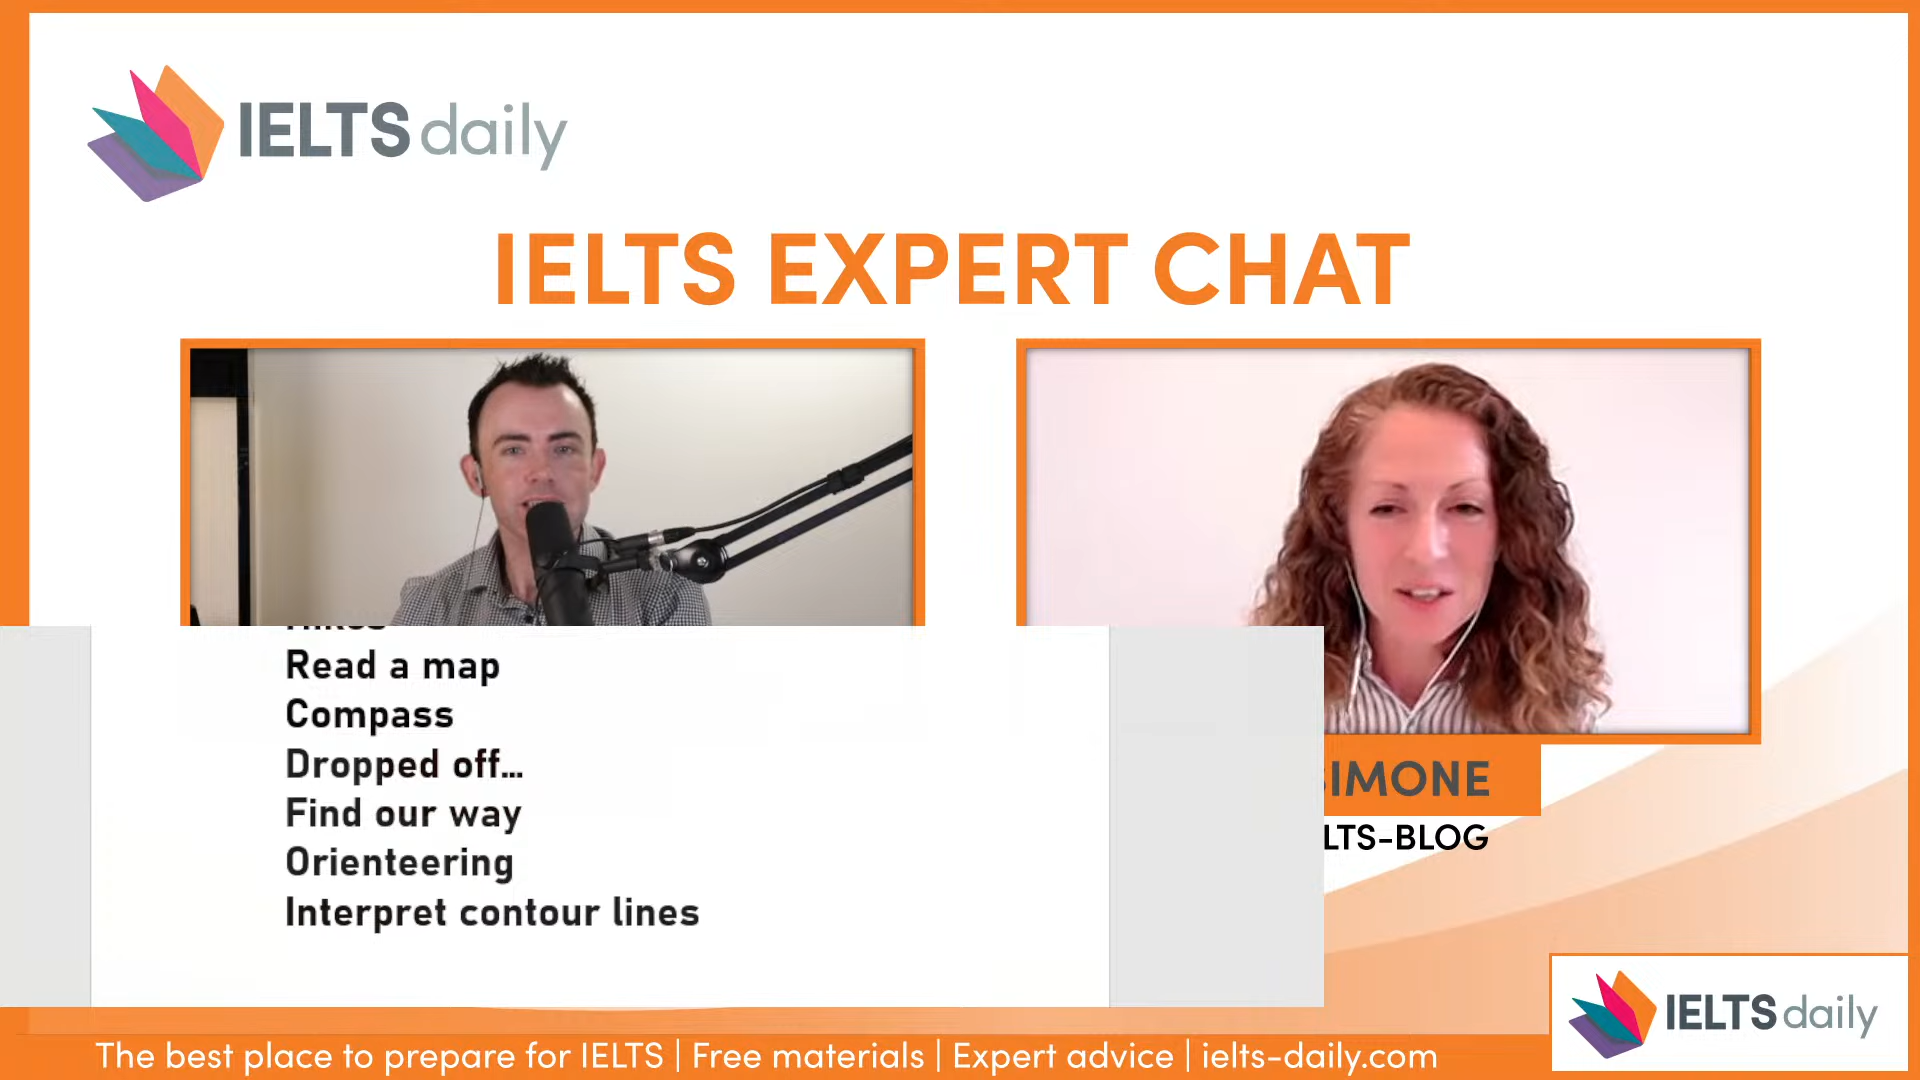 IELTS daily
IELTS EXPERT CHAT
Read a map
Compass
Dropped off...
Find our way
Orienteering
Interpret contour lines
SIMONE
LTS-BLOG
IELTS daily
The best place to prepare for IELTS | Free materials | Expert advice | ielts-daily.com